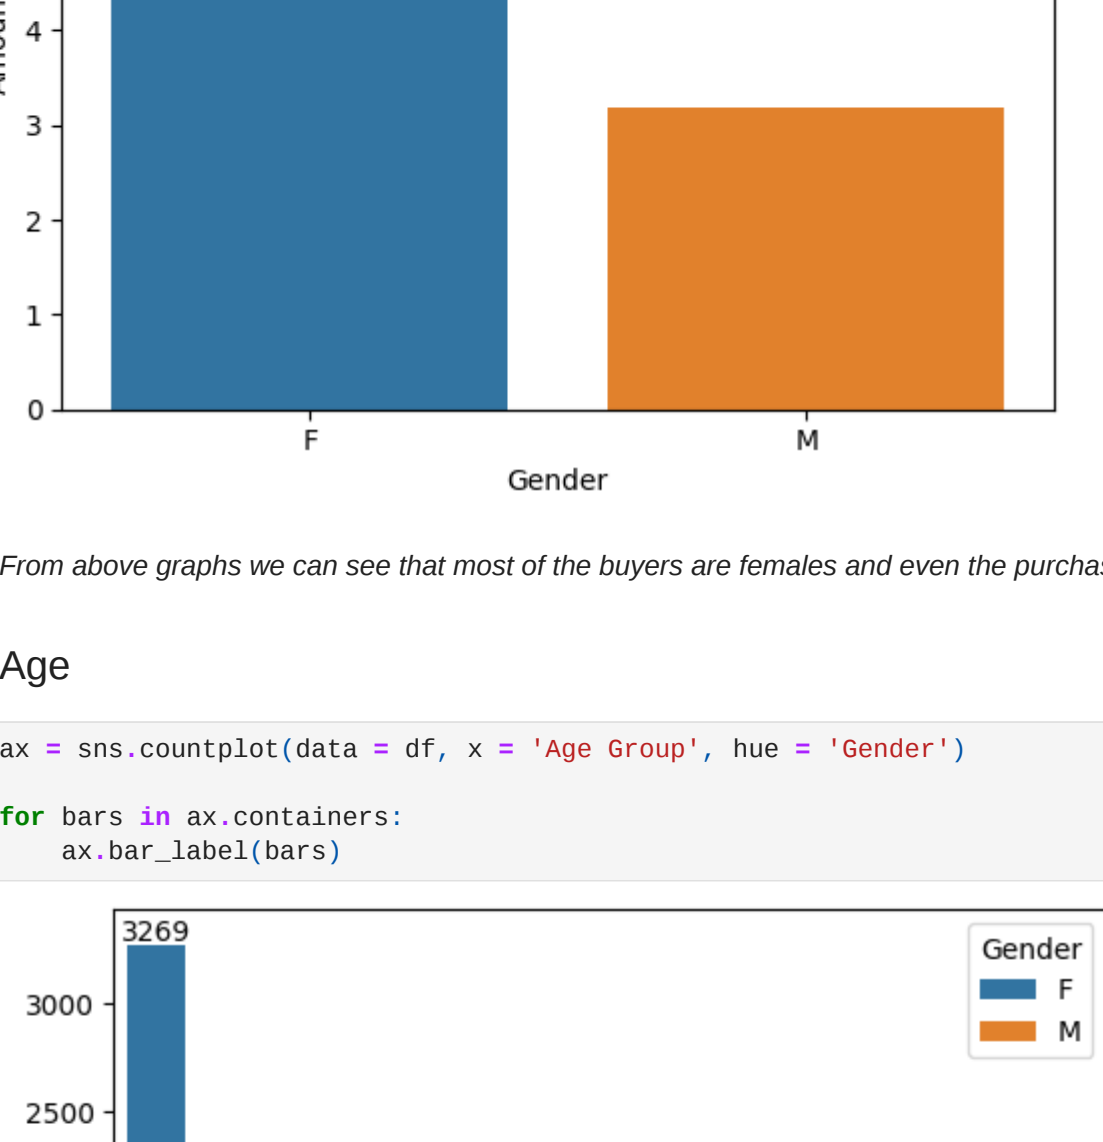 4
3
2
1
0
F M
Gender
From above graphs we can see that most of the buyers are females and even the
Age
ax = sns.countplot(data = df, x = 'Age Group', hue = 'Gender')
for bars in ax.containers:
    ax.bar_label(bars)
3269
Gender
F
M
3000
2500